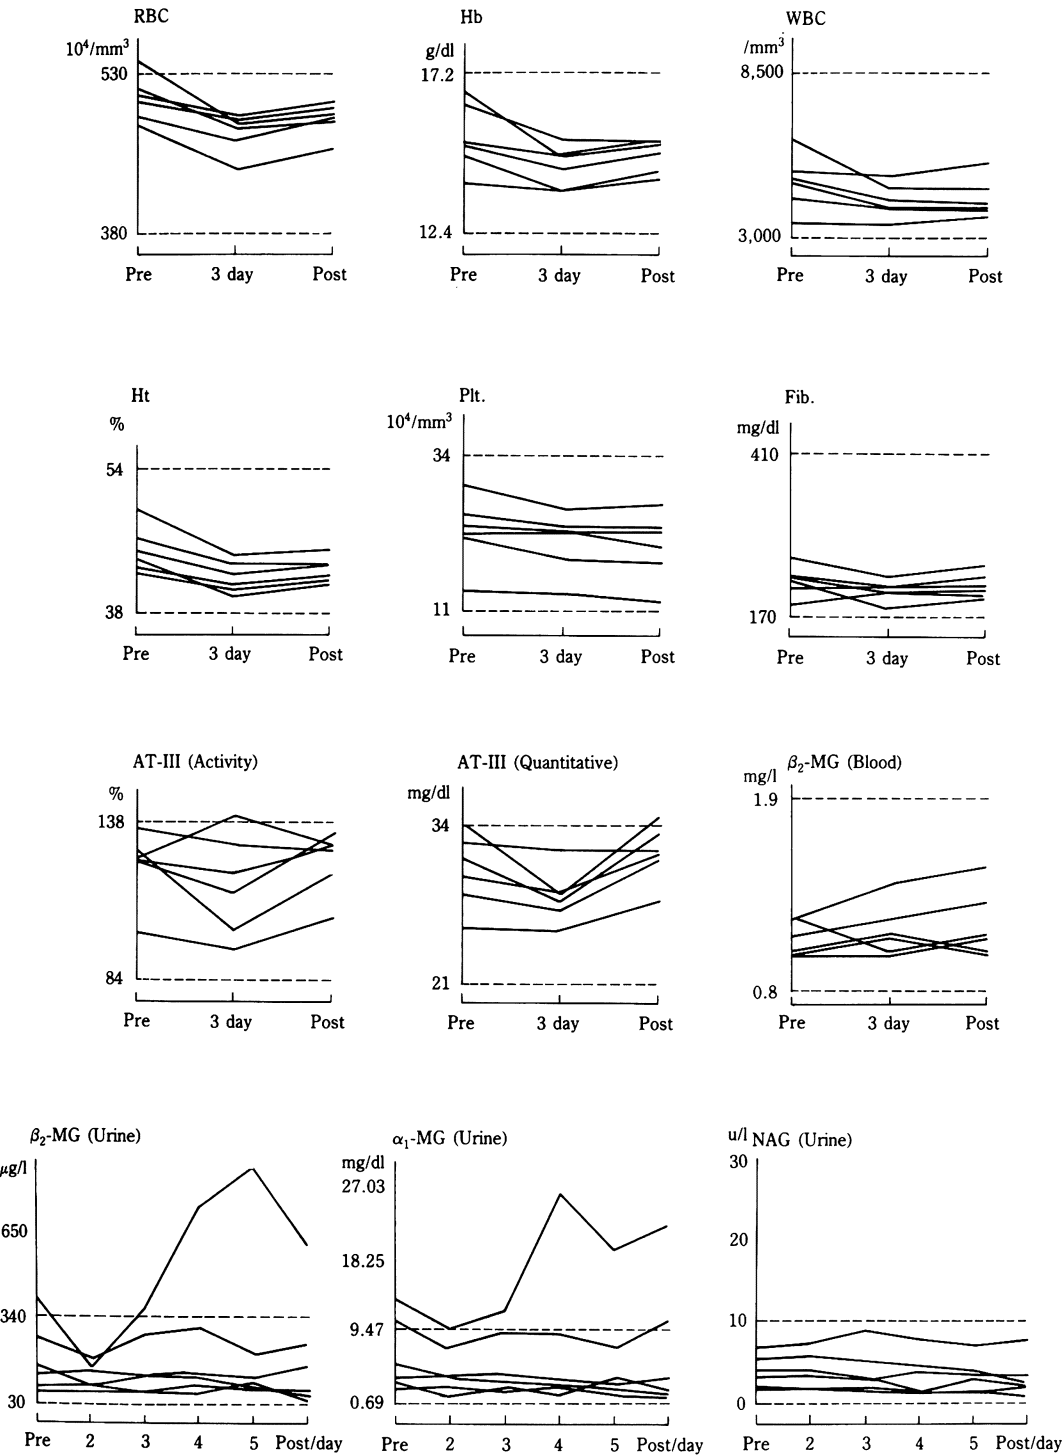 RBC
10⁴/mm³
530
380
Pre 3 day Post
Hb
g/dl
17.2
12.4
Pre 3 day Post
WBC
/mm³
8,500
3,000
Pre 3 day Post
Ht
%
54
38
Pre 3 day Post
Plt.
10⁴/mm³
34
11
Pre 3 day Post
Fib.
mg/dl
410
170
Pre 3 day Post
AT-III (Activity)
%
138
84
Pre 3 day Post
AT-III (Quantitative)
mg/dl
34
21
Pre 3 day Post
β₂-MG (Blood)
mg/l
1.9
0.8
Pre 3 day Post
β₂-MG (Urine)
μg/l
650
340
30
Pre 2 3 4 5 Post/day
α₁-MG (Urine)
mg/dl
27.03
18.25
9.47
0.69
Pre 2 3 4 5 Post/day
u/l NAG (Urine)
30
20
10
0
Pre 2 3 4 5 Post/day